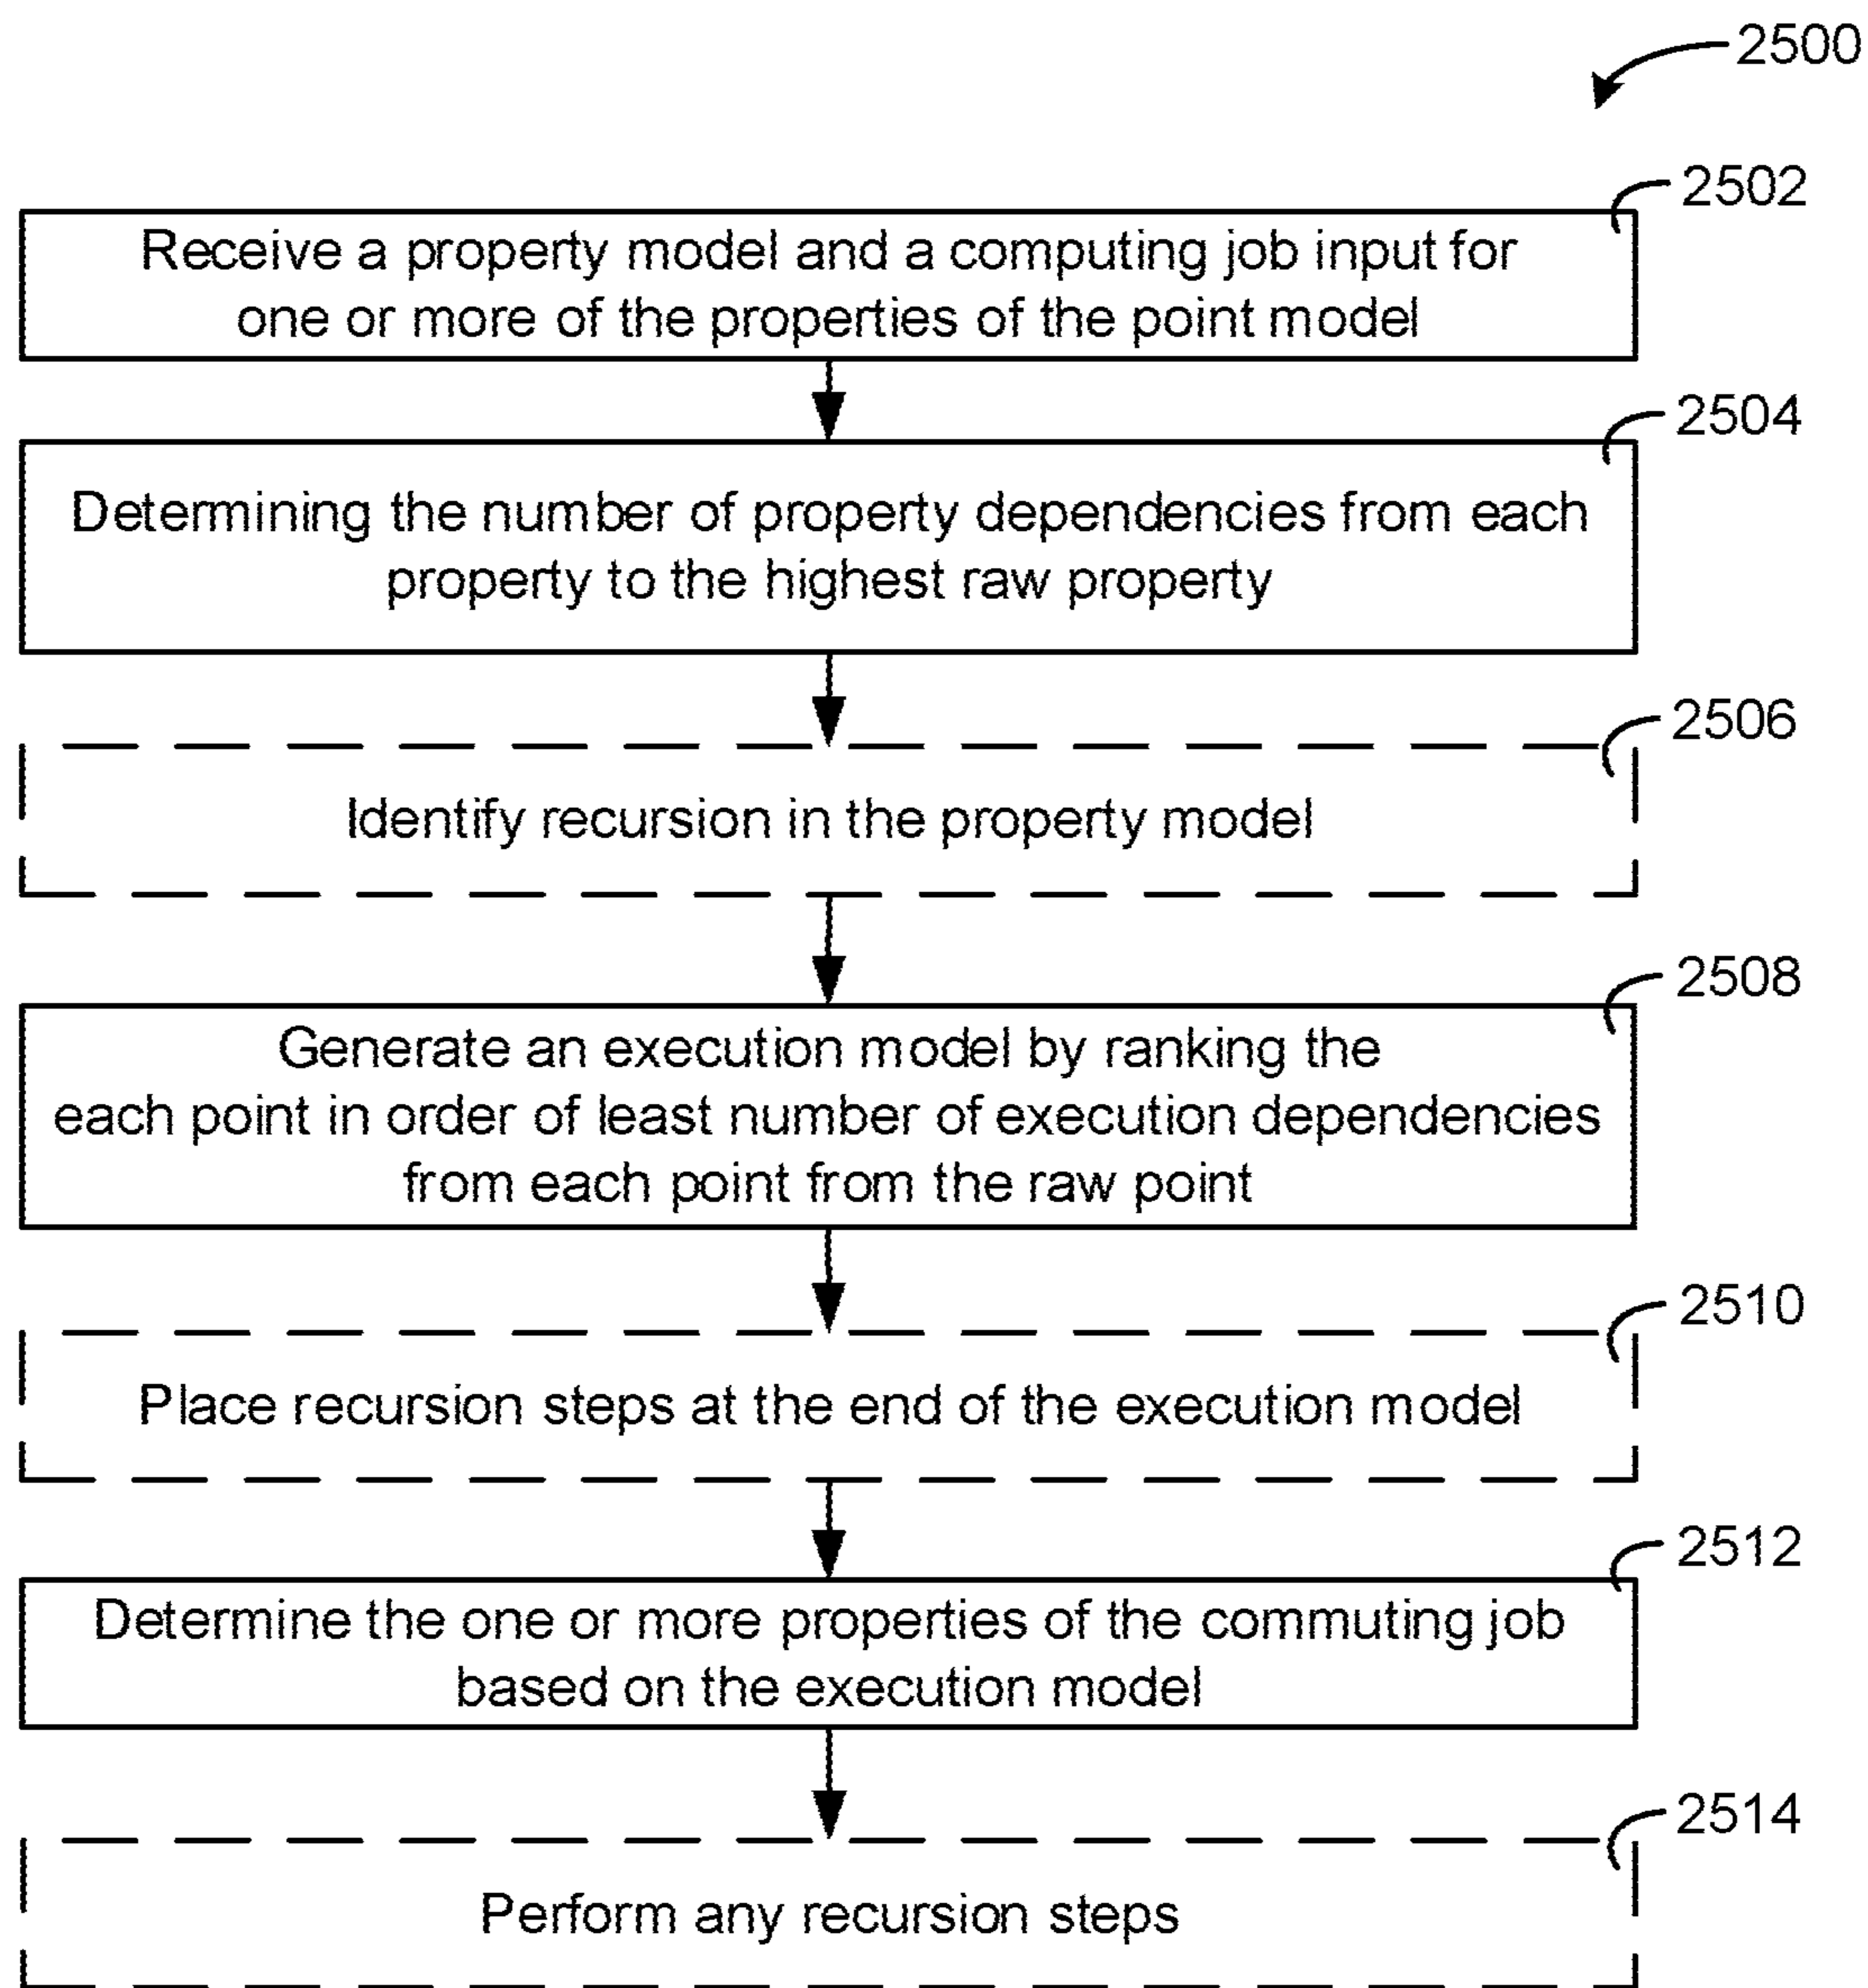 2500
2502
Receive a property model and a computing job input for
one or more of the properties of the point model
2504
Determining the number of property dependencies from each
property to the highest raw property
2506
Identify recursion in the property model
2508
Generate an execution model by ranking the
each point in order of least number of execution dependencies
from each point from the raw point
2510
Place recursion steps at the end of the execution model
2512
Determine the one or more properties of the commuting job
based on the execution model
2514
Perform any recursion steps